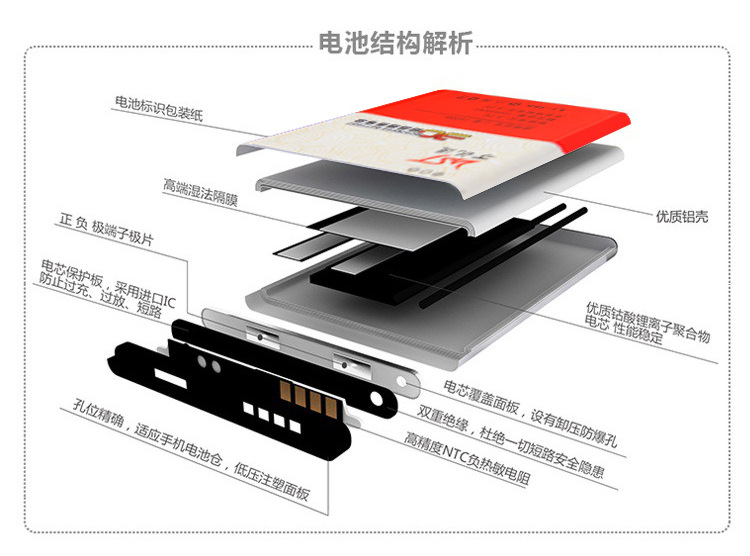 电池结构解析
电池标识包装纸
高端湿法隔膜
优质铝壳
正 负 极端子极片
电芯保护板，采用进口IC
防止过充、过放、短路
优质钴酸锂离子聚合物
电芯 性能稳定
电芯覆盖面板，设有卸压防爆孔
双重绝缘，杜绝一切短路安全隐患
高精度NTC负热敏电阻
孔位精确，适应手机电池仓，低压注塑面板